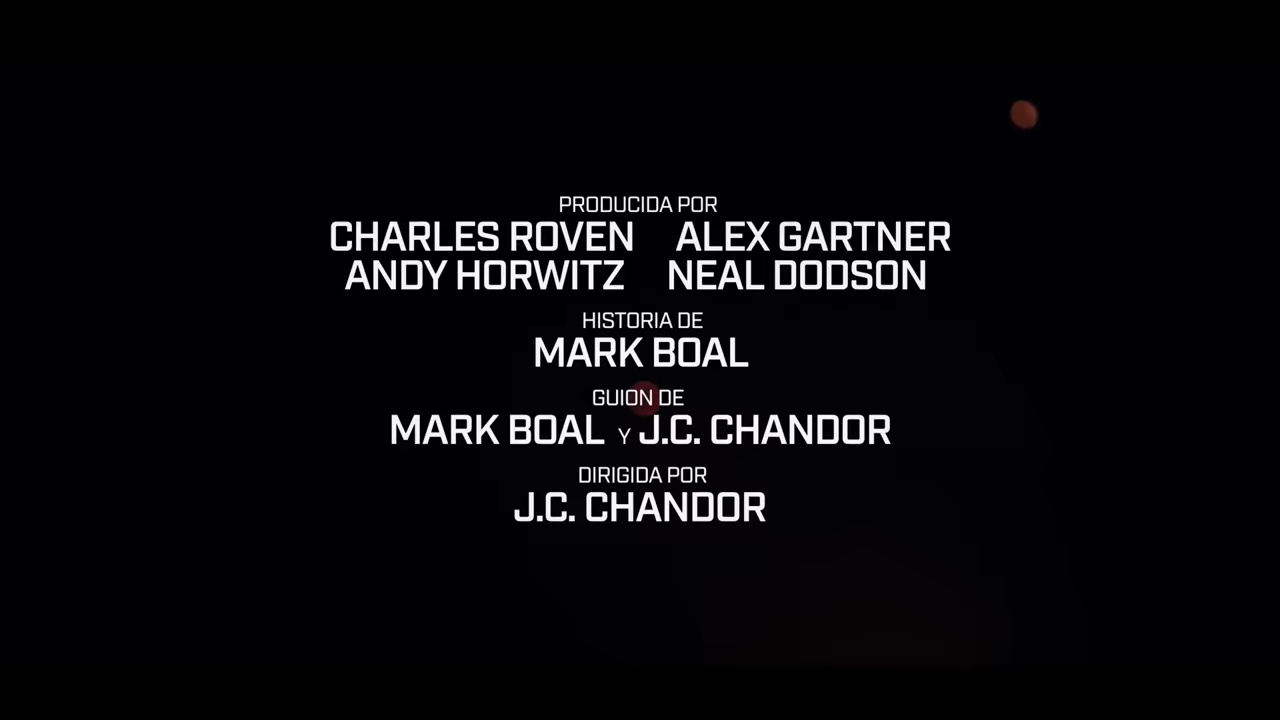 PRODUCIDA POR
CHARLES ROVEN ALEX GARTNER
ANDY HORWITZ NEAL DODSON
HISTORIA DE
MARK BOAL
GUION DE
MARK BOAL Y J.C. CHANDOR
DIRIGIDA POR
J.C. CHANDOR